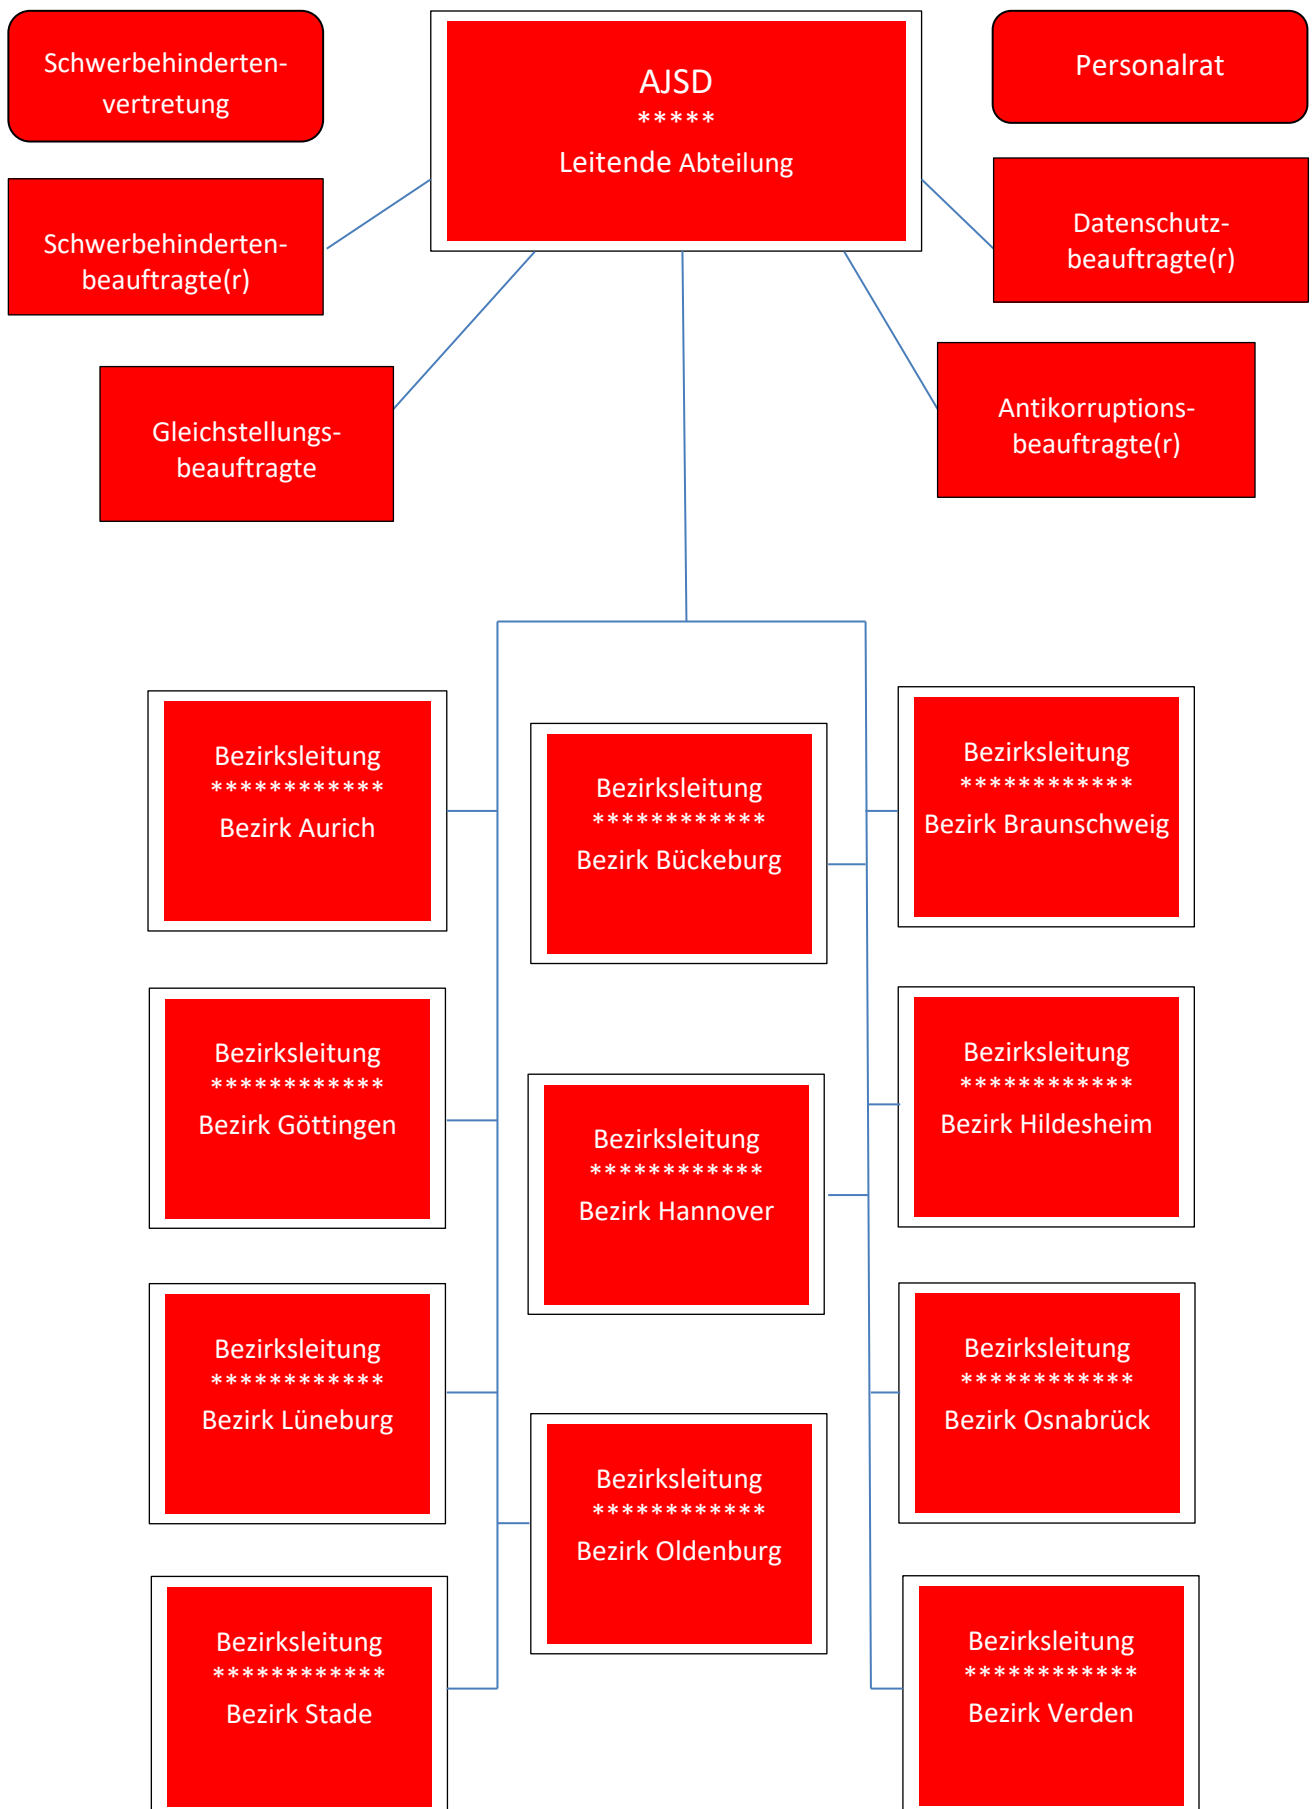 Schwerbehinderten-
vertretung
AJSD
*****
Leitende Abteilung
Personalrat
Schwerbehinderten-
beauftragte(r)
Datenschutz-
beauftragte(r)
Gleichstellungs-
beauftragte
Antikorruptions-
beauftragte(r)
Bezirksleitung
************
Bezirk Aurich
Bezirksleitung
************
Bezirk Bückeburg
Bezirksleitung
************
Bezirk Braunschweig
Bezirksleitung
************
Bezirk Göttingen
Bezirksleitung
************
Bezirk Hannover
Bezirksleitung
************
Bezirk Hildesheim
Bezirksleitung
************
Bezirk Lüneburg
Bezirksleitung
************
Bezirk Oldenburg
Bezirksleitung
************
Bezirk Osnabrück
Bezirksleitung
************
Bezirk Stade
Bezirksleitung
************
Bezirk Verden